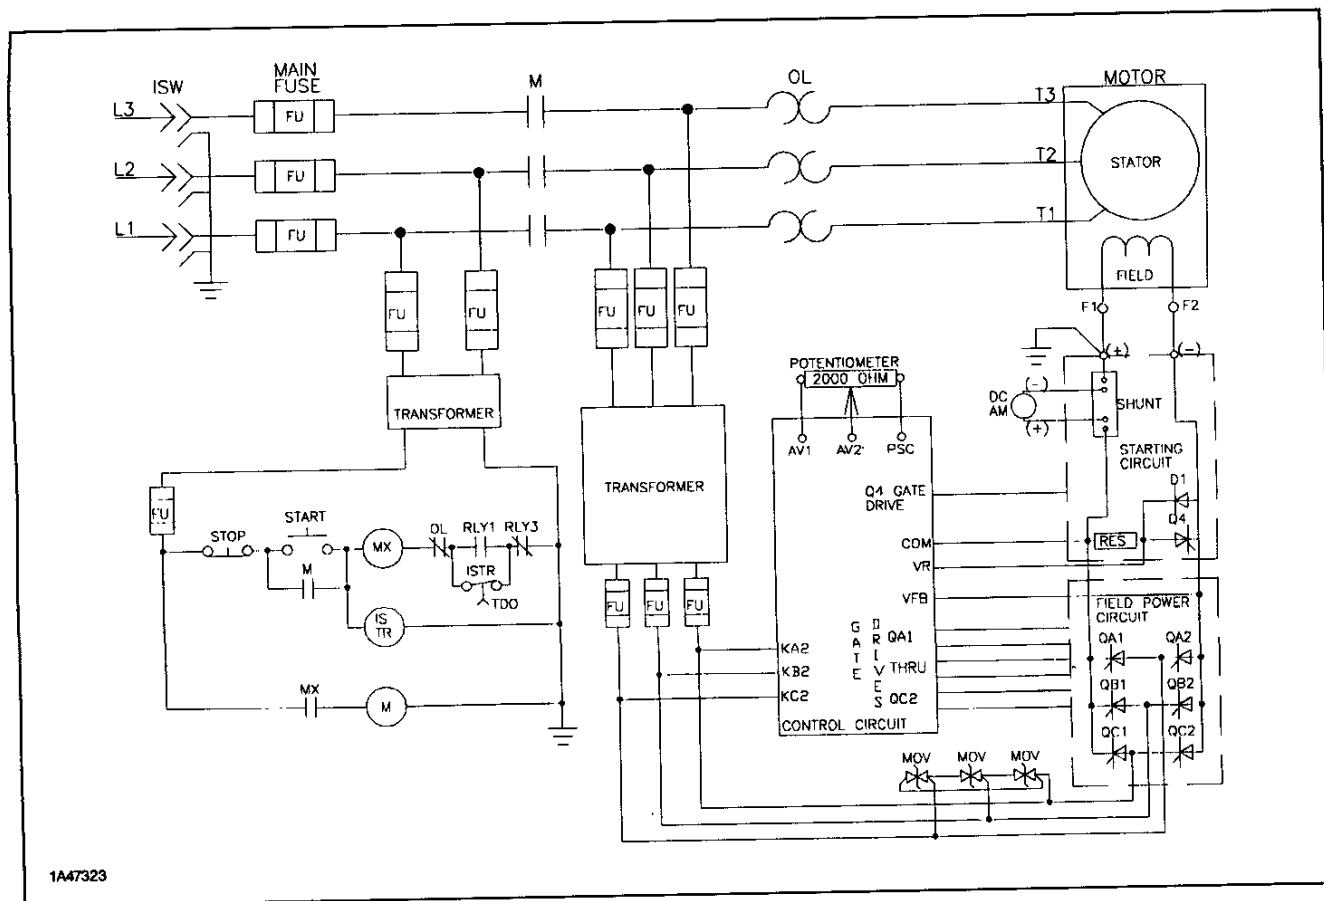 ISW
MAIN
FUSE
M
OL
MOTOR
L3
FU
T3
L2
FU
T2
STATOR
L1
FU
T1
FIELD
FU
FU
FU
FU
FU
F1
F2
(+)
(-)
POTENTIOMETER
2000 OHM
DC
AM
(-)
(+)
SHUNT
TRANSFORMER
AV1
AV2
PSC
STARTING
CIRCUIT
TRANSFORMER
Q4 GATE
DRIVE
D1
Q4
FU
STOP
START
MX
OL
RLY1
RLY3
COM
RES
VR
M
ISTR
TDO
VFB
FU
FU
FU
FIELD POWER
CIRCUIT
IS
TR
GATE
DRIVES
QA1
THRU
QC2
KA2
KB2
KC2
QA1
QA2
QB1
QB2
QC1
QC2
MX
M
CONTROL CIRCUIT
MOV
MOV
MOV
1A47323